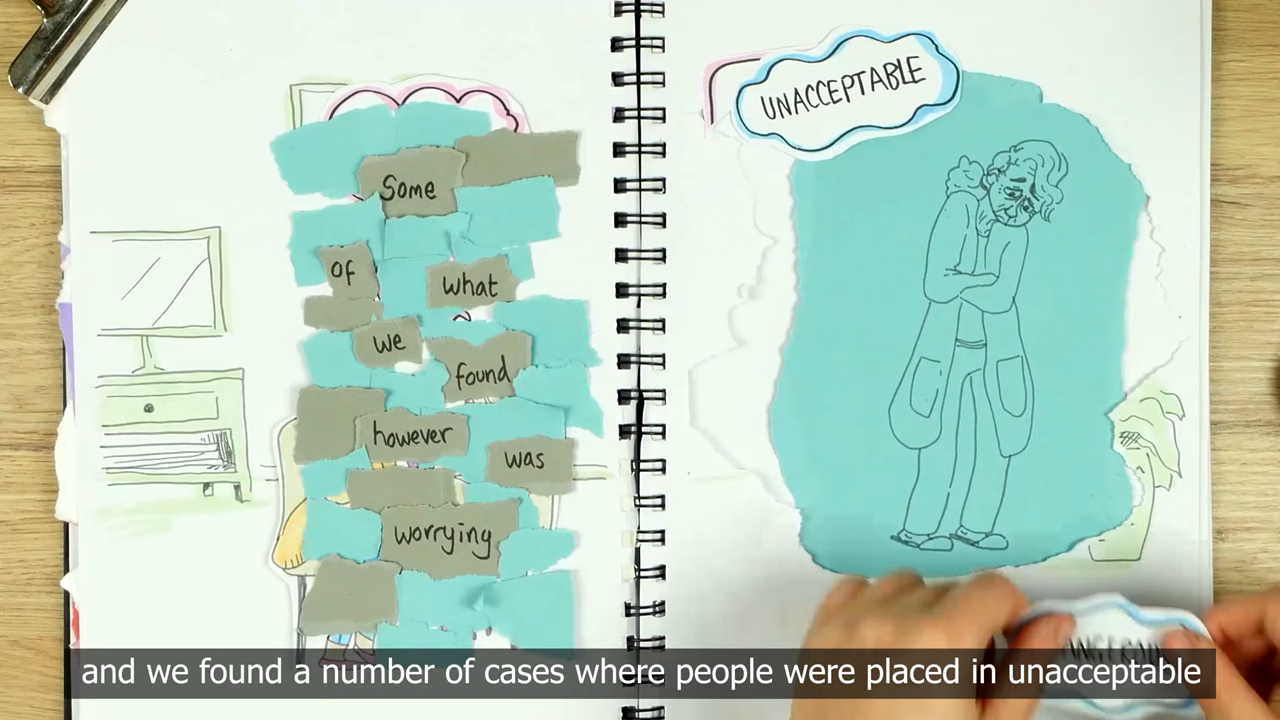 Some
of what
we found
however was
worrying
UNACCEPTABLE
and we found a number of cases where people were placed in unacceptable